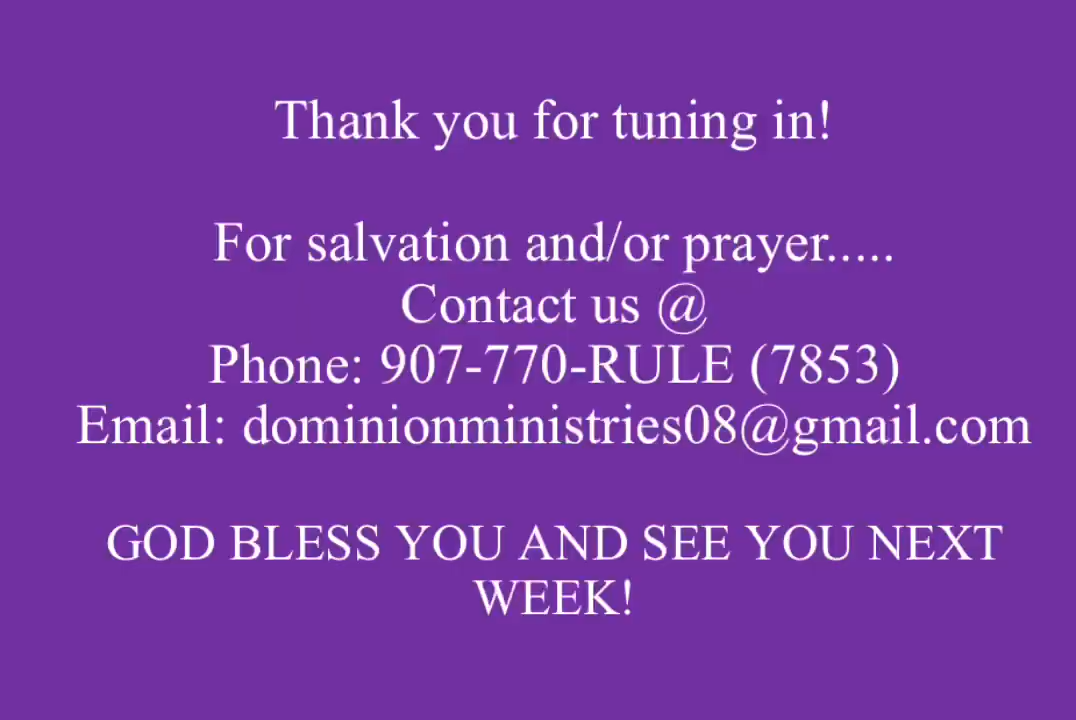 Thank you for tuning in!
For salvation and/or prayer.....
Contact us @
Phone: 907-770-RULE (7853)
Email: dominionministries08@gmail.com
GOD BLESS YOU AND SEE YOU NEXT
WEEK!